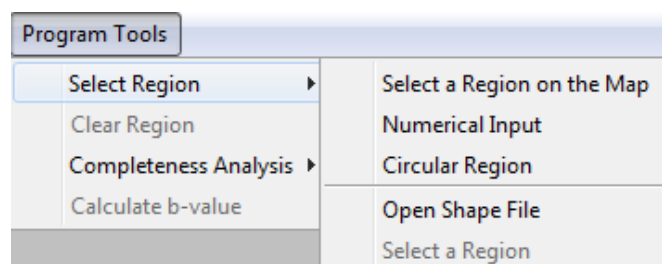 Program Tools
Select Region
Clear Region
Completeness Analysis
Calculate b-value
Select a Region on the Map
Numerical Input
Circular Region
Open Shape File
Select a Region